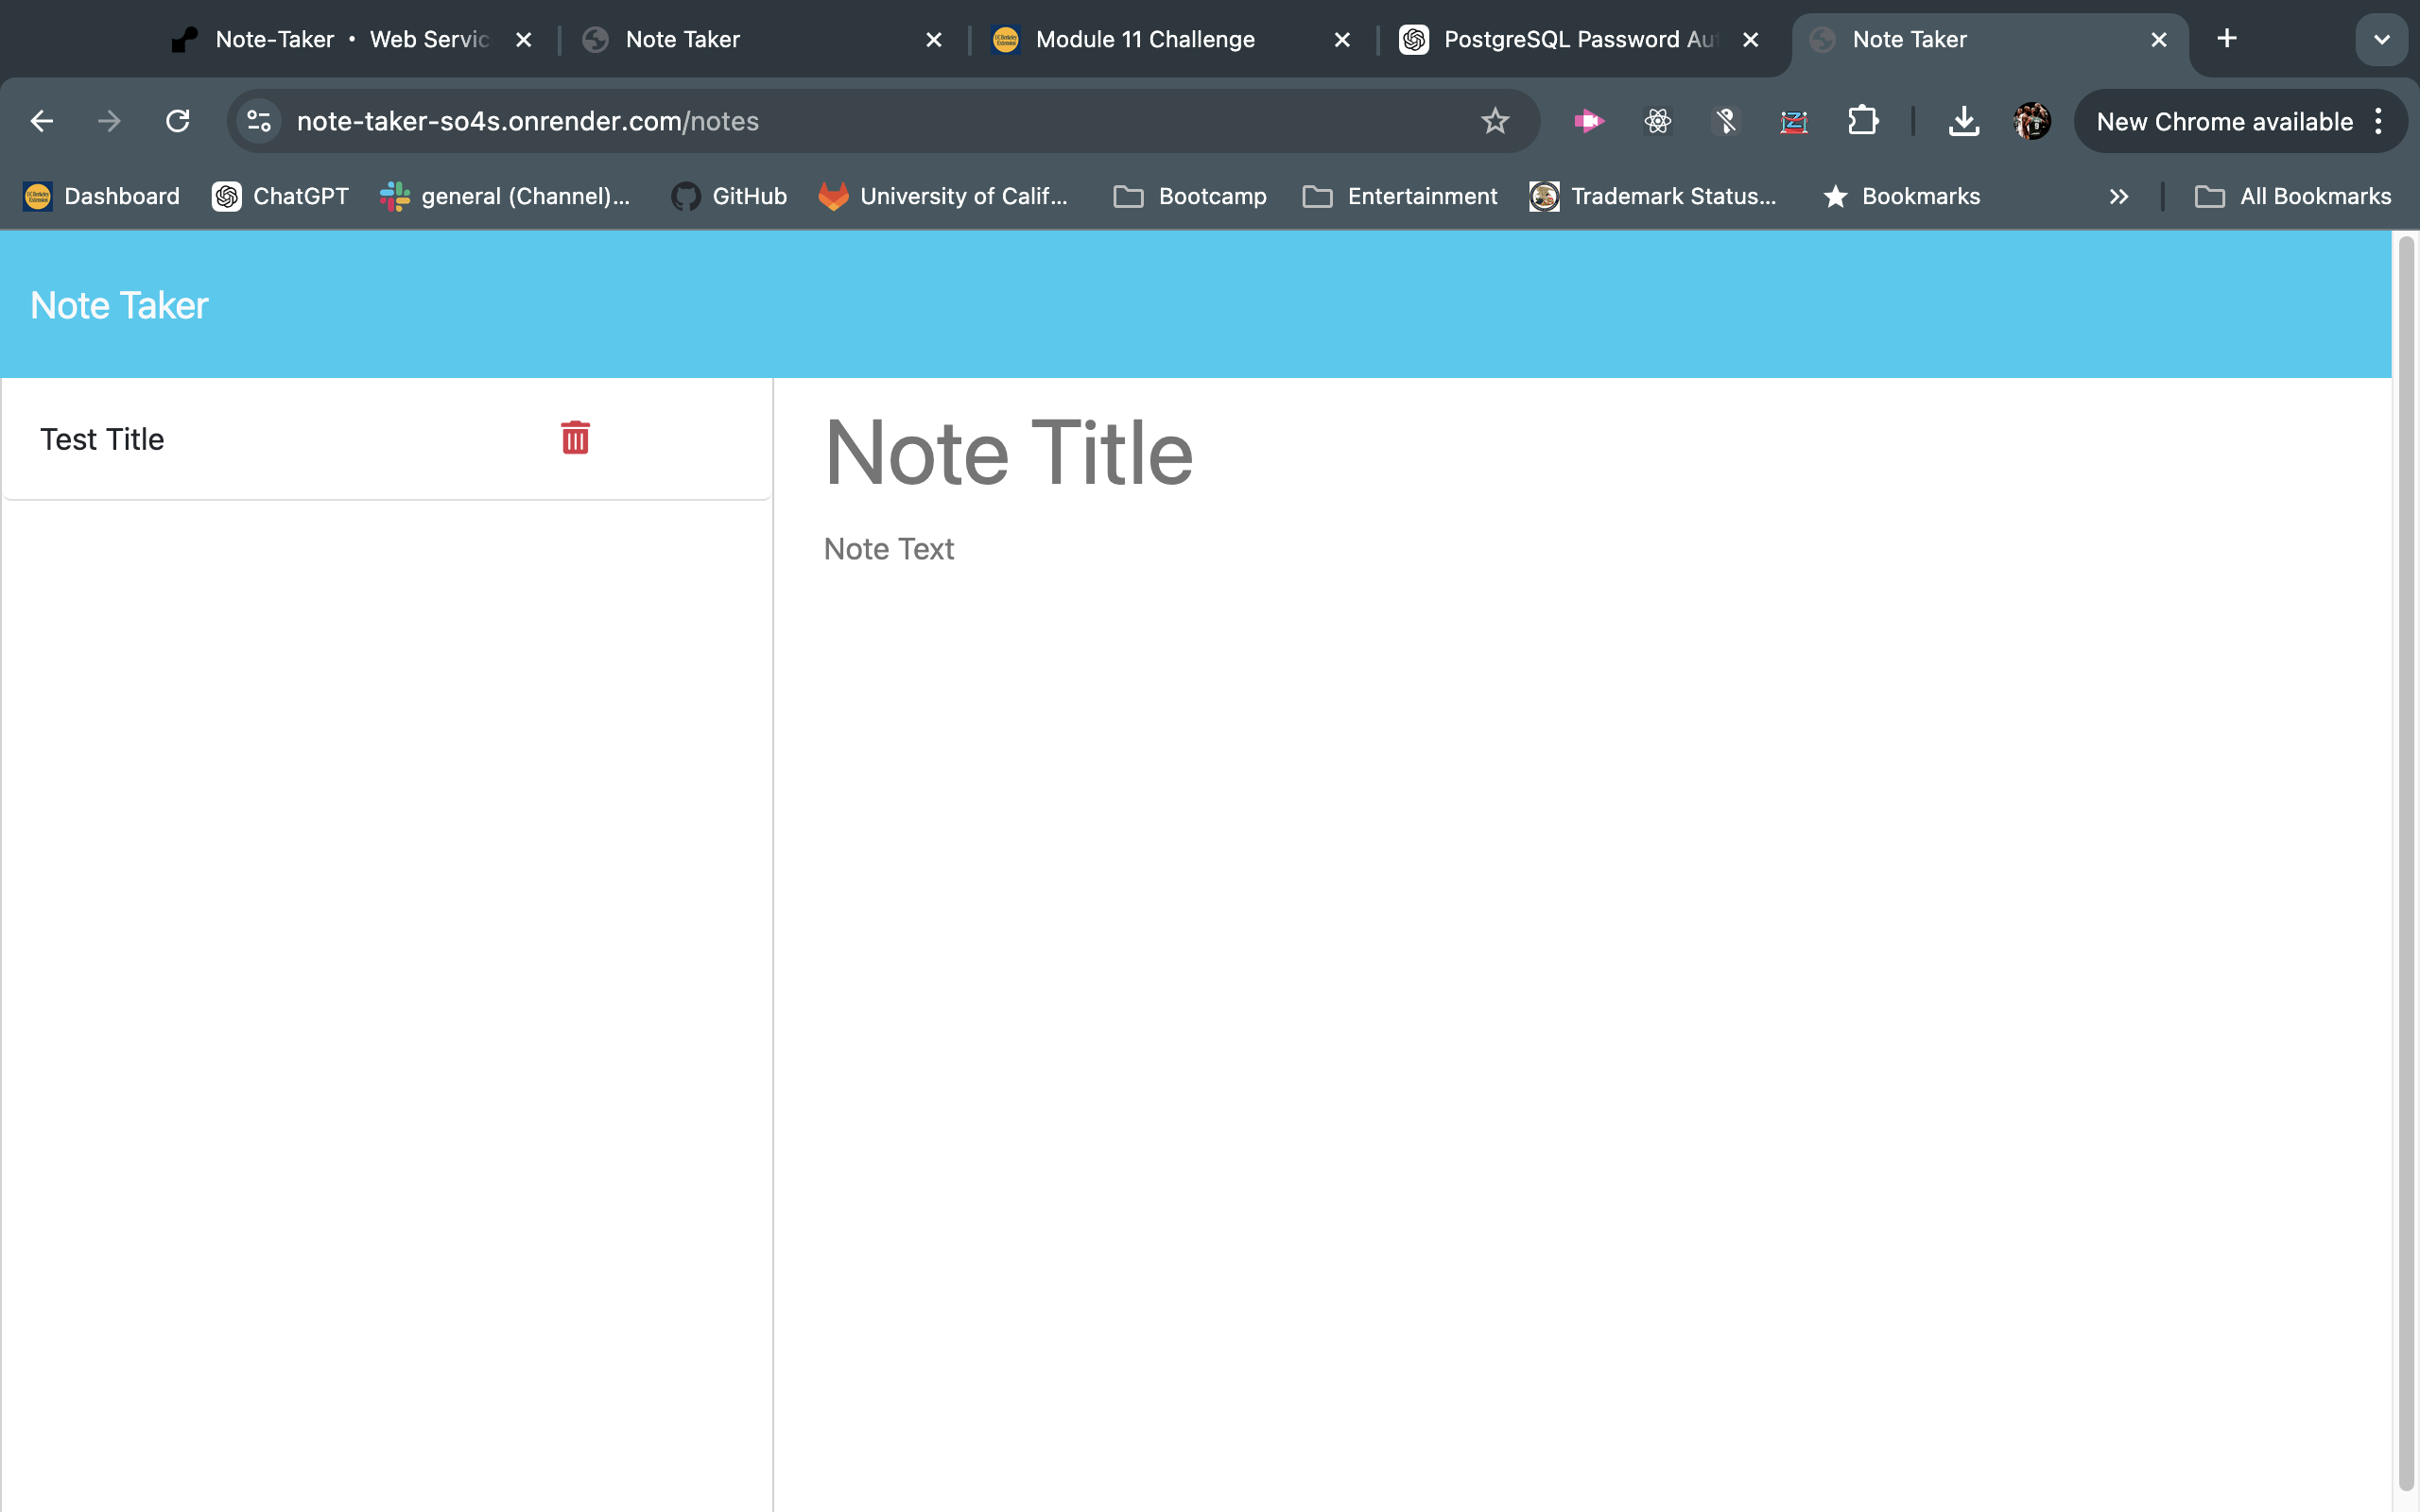 Note-Taker • Web Servic
Note Taker
Module 11 Challenge
PostgreSQL Password Au
Note Taker
note-taker-so4s.onrender.com/notes
New Chrome available
Dashboard
ChatGPT
general (Channel)...
GitHub
University of Calif...
Bootcamp
Entertainment
Trademark Status...
Bookmarks
All Bookmarks
Note Taker
Test Title
Note Title
Note Text